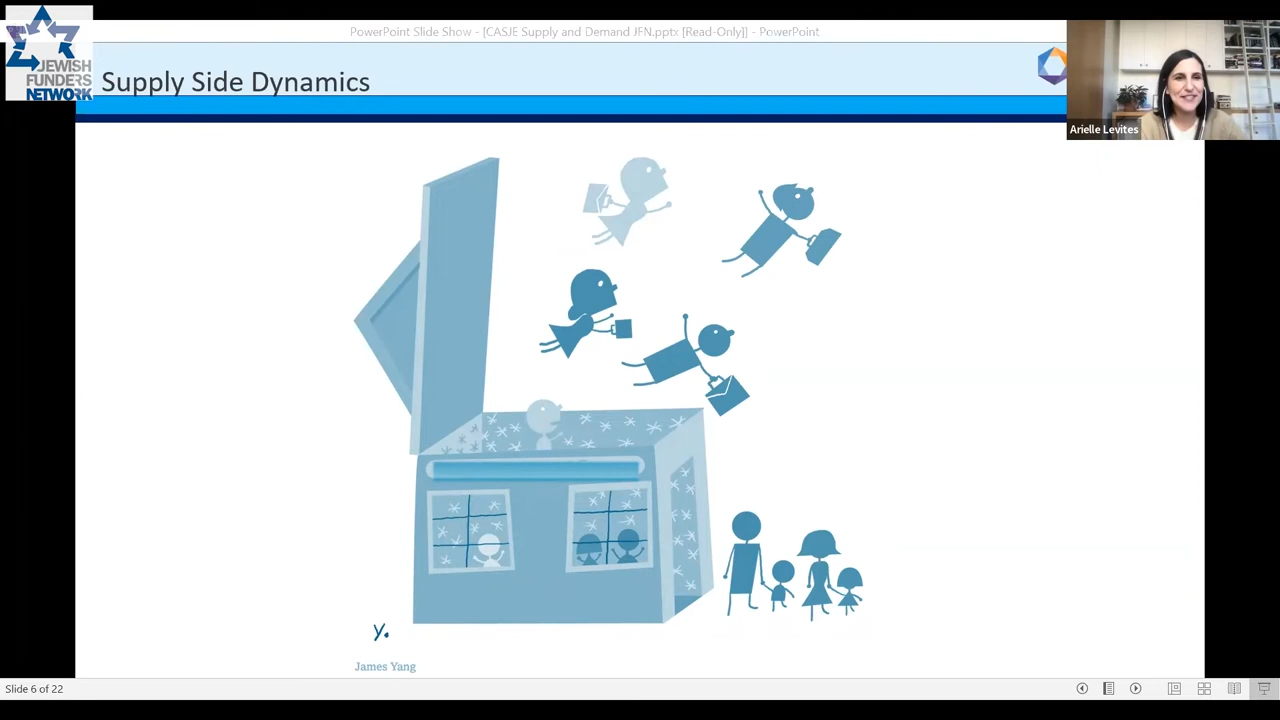 PowerPoint Slide Show - [CASJE Supply and Demand JFN.pptx [Read-Only]] - PowerPoint
JEWISH
FUNDERS
NETWORK
Supply Side Dynamics
Arielle Levites
y.
James Yang
Slide 6 of 22